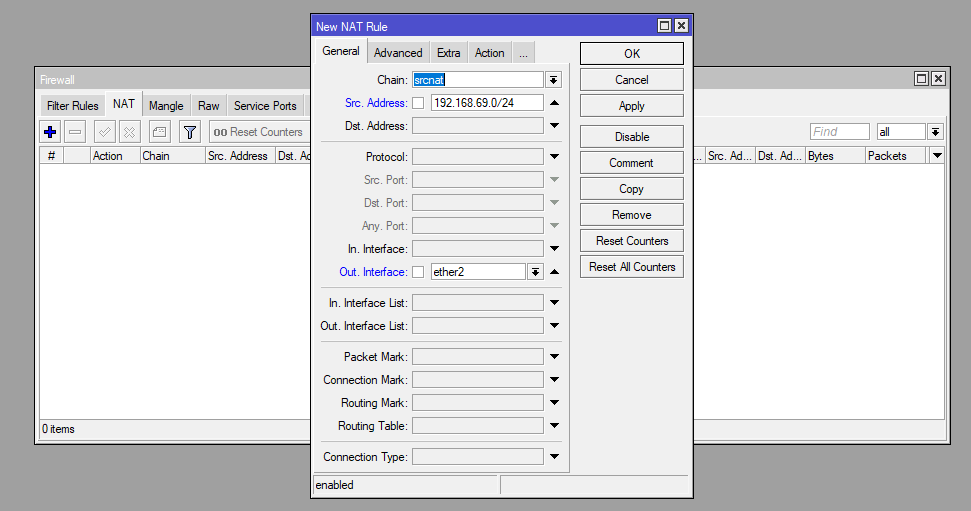 New NAT Rule
General Advanced Extra Action ...
Chain: srcnat
Src. Address: 192.168.69.0/24
Dst. Address:
Protocol:
Src. Port:
Dst. Port:
Any. Port:
In. Interface:
Out. Interface: ether2
In. Interface List:
Out. Interface List:
Packet Mark:
Connection Mark:
Routing Mark:
Routing Table:
Connection Type:
enabled
OK
Cancel
Apply
Disable
Comment
Copy
Remove
Reset Counters
Reset All Counters
Firewall
Filter Rules NAT Mangle Raw Service Ports
00 Reset Counters
Find all
# Action Chain Src. Address Dst. Ad ... Src. Ad... Dst. Ad... Bytes Packets
0 items